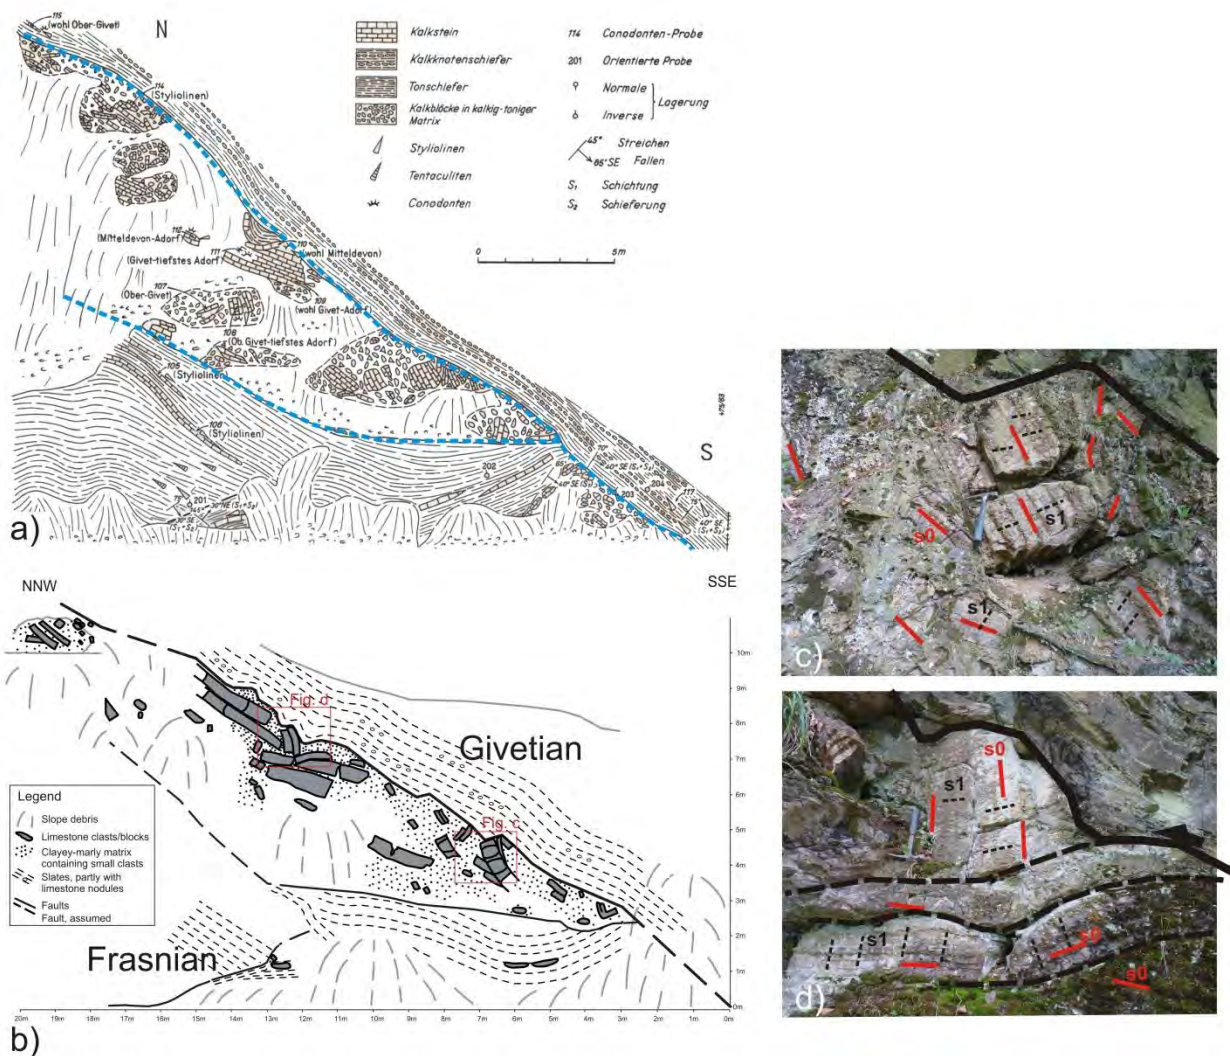 N
115
(wohl Ober-Givet)
114
(Styliolinen)
112
(Mitteldevon-Adorf)
111
(Givet-tiefstes Adorf)
110
(wohl Mitteldevon)
109
(wohl Givet-Adorf)
107
(Ober-Givet)
108
(Ob. Givet-tiefstes Adorf)
105
(Styliolinen)
106
(Styliolinen)
201
202
203
204
117
S
Kalkstein
Kalkknotenschiefer
Tonschiefer
Kalkblöcke in kalkig-toniger
Matrix
Styliolinen
Tentaculiten
Conodonten
114 Conodonten-Probe
201 Orientierte Probe
Normale
Inverse
Lagerung
45° Streichen
86°SE Fallen
S1 Schichtung
S2 Schieferung
0 5m
a)
NNW
SSE
Fig. d
Givetian
Fig. c
Frasnian
Legend
Slope debris
Limestone clasts/blocks
Clayey-marly matrix
containing small clasts
Slates, partly with
limestone nodules
Faults
Fault, assumed
10m
9m
8m
7m
6m
5m
4m
3m
2m
1m
0m
20m 19m 18m 17m 16m 15m 14m 13m 12m 11m 10m 9m 8m 7m 6m 5m 4m 3m 2m 1m 0m
b)
s1
s0
s1
c)
s0
s1
s1
s0
s0
d)